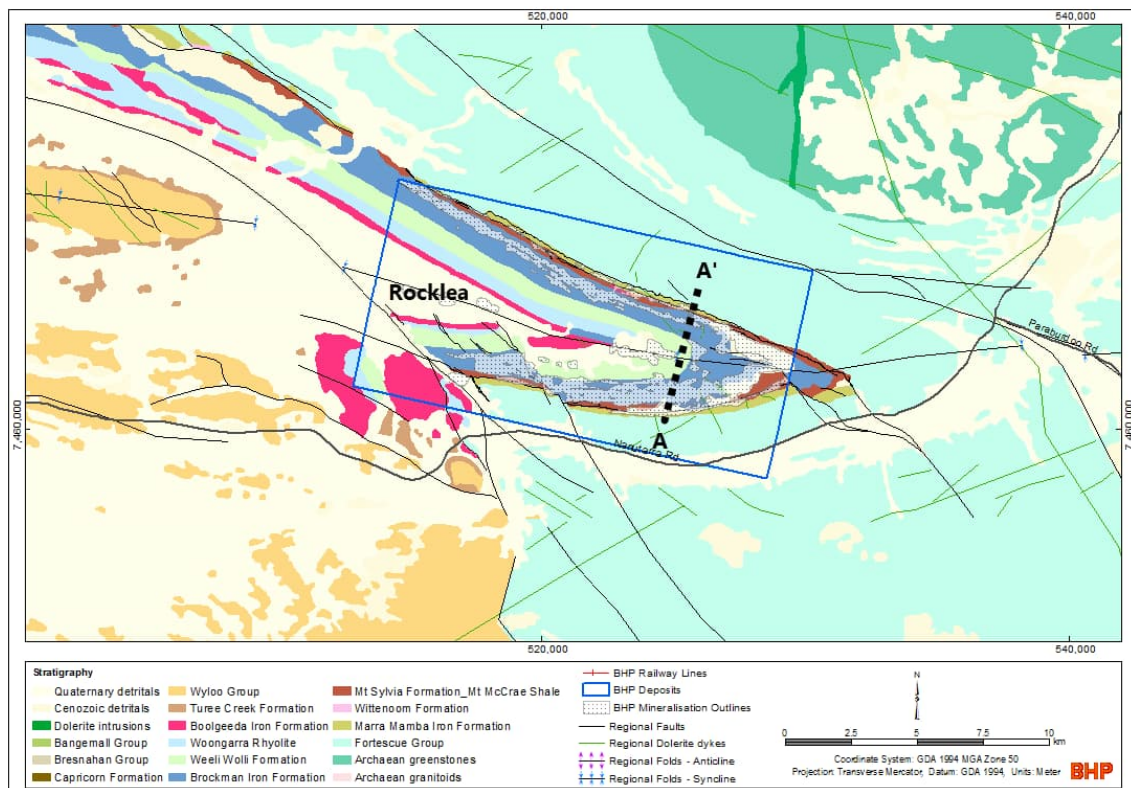 520,000
540,000
A'
Rocklea
Paraburdoo Rd
7,460,000
7,460,000
A
Nanutarra Rd
520,000
540,000
Stratigraphy
Quaternary detritals
Cenozoic detritals
Dolerite intrusions
Bangemall Group
Bresnahan Group
Capricorn Formation
Wyloo Group
Turee Creek Formation
Boolgeeda Iron Formation
Woongarra Rhyolite
Weeli Wolli Formation
Brockman Iron Formation
Mt Sylvia Formation_Mt McCrae Shale
Wittenoom Formation
Marra Mamba Iron Formation
Fortescue Group
Archaean greenstones
Archaean granitoids
BHP Railway Lines
BHP Deposits
BHP Mineralisation Outlines
Regional Faults
Regional Dolerite dykes
Regional Folds - Anticline
Regional Folds - Syncline
N
0 2.5 5 7.5 10
km
Coordinate System: GDA 1994 MGA Zone 50
Projection: Transverse Mercator, Datum: GDA 1994, Units: Meter
BHP